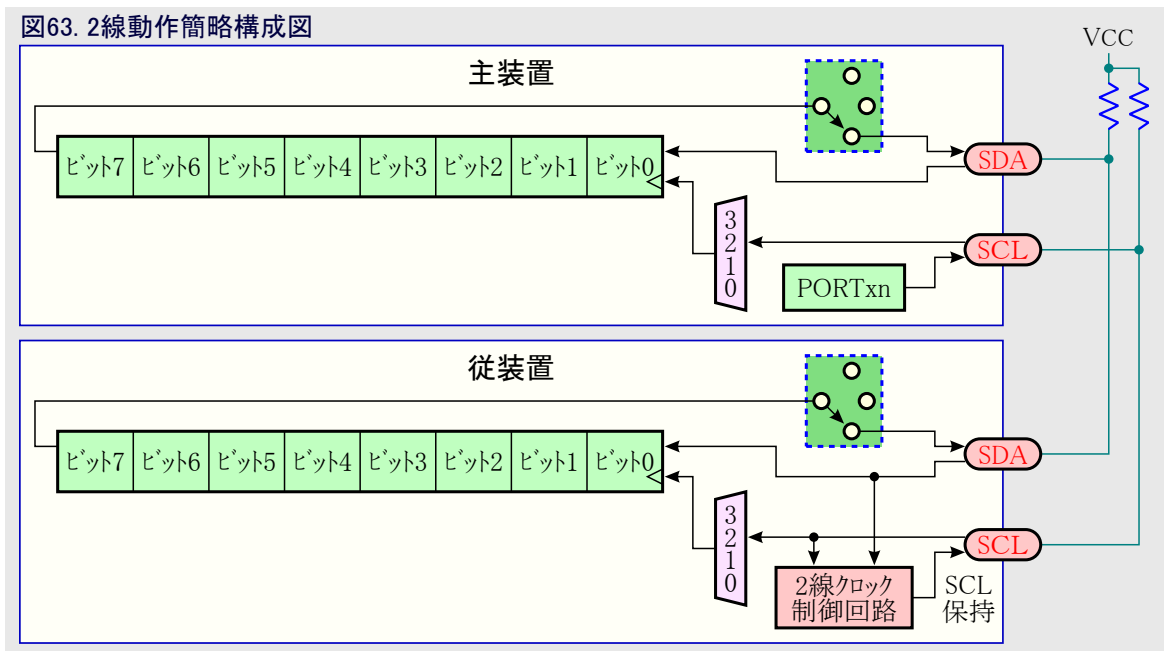 図63. 2線動作簡略構成図
VCC
主装置
ビット7 ビット6 ビット5 ビット4 ビット3 ビット2 ビット1 ビット0
SDA
3
2
1
0
SCL
PORTxn
従装置
ビット7 ビット6 ビット5 ビット4 ビット3 ビット2 ビット1 ビット0
SDA
3
2
1
0
SCL
2線クロック
制御回路
SCL
保持